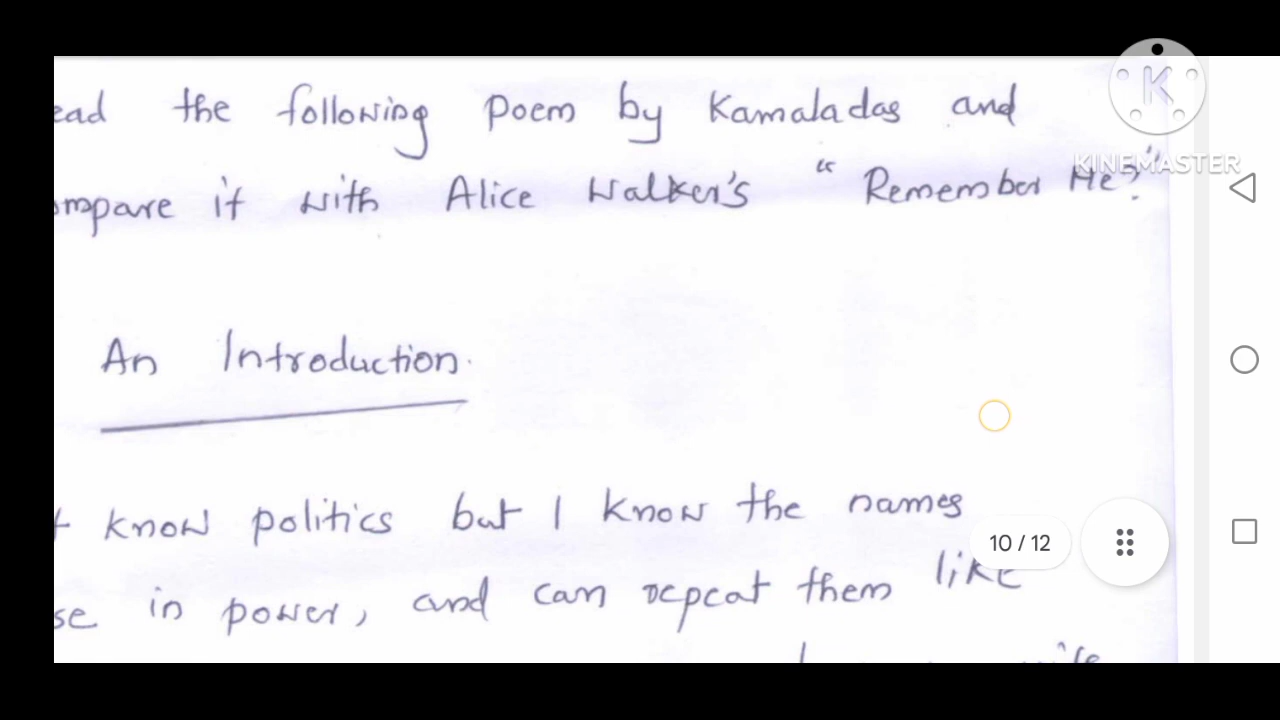 ead the following Poem by Kamaladas and
ompare it with Alice Walker's "Remember Me?"
KINEMASTER
An Introduction.
t know politics but I know the names
10 / 12
se in power, and can repeat them like